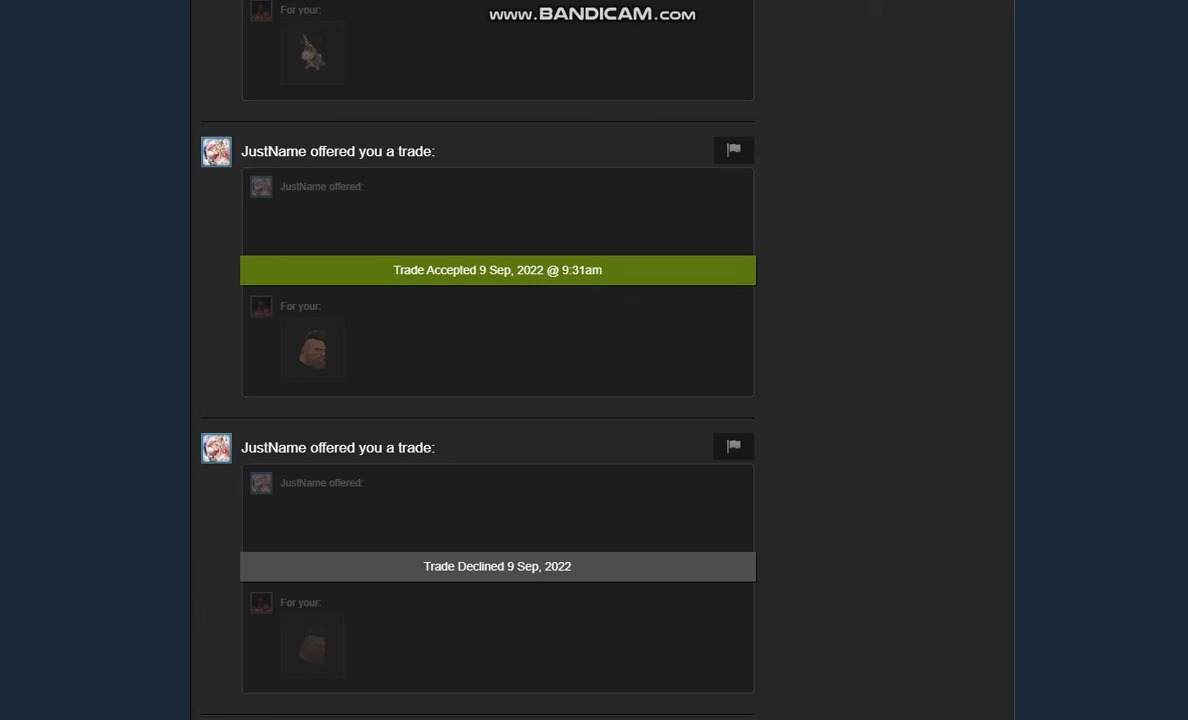 For your:
www.BANDICAM.com
JustName offered you a trade:
JustName offered:
Trade Accepted 9 Sep, 2022 @ 9:31am
For your:
JustName offered you a trade:
JustName offered:
Trade Declined 9 Sep, 2022
For your: